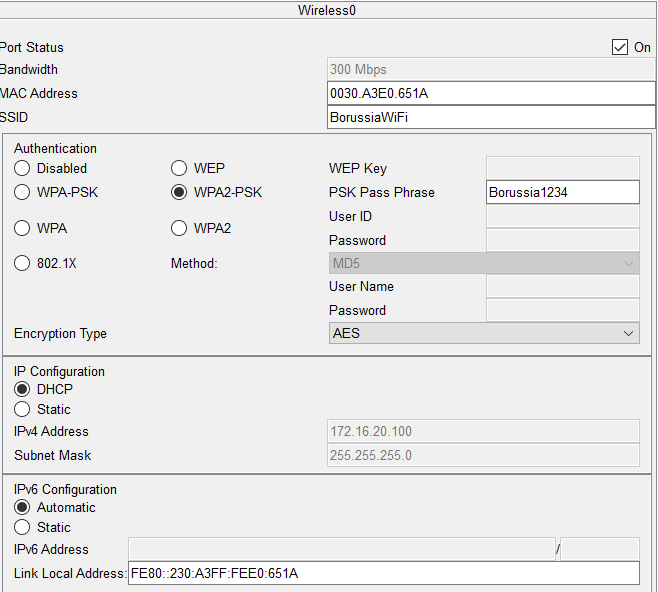 Wireless0
Port Status On
Bandwidth 300 Mbps
MAC Address 0030.A3E0.651A
SSID BorussiaWiFi
Authentication
Disabled WEP WEP Key
WPA-PSK WPA2-PSK PSK Pass Phrase Borussia1234
User ID
WPA WPA2
Password
802.1X Method: MD5
User Name
Password
Encryption Type AES
IP Configuration
DHCP
Static
IPv4 Address 172.16.20.100
Subnet Mask 255.255.255.0
IPv6 Configuration
Automatic
Static
IPv6 Address /
Link Local Address: FE80::230:A3FF:FEE0:651A